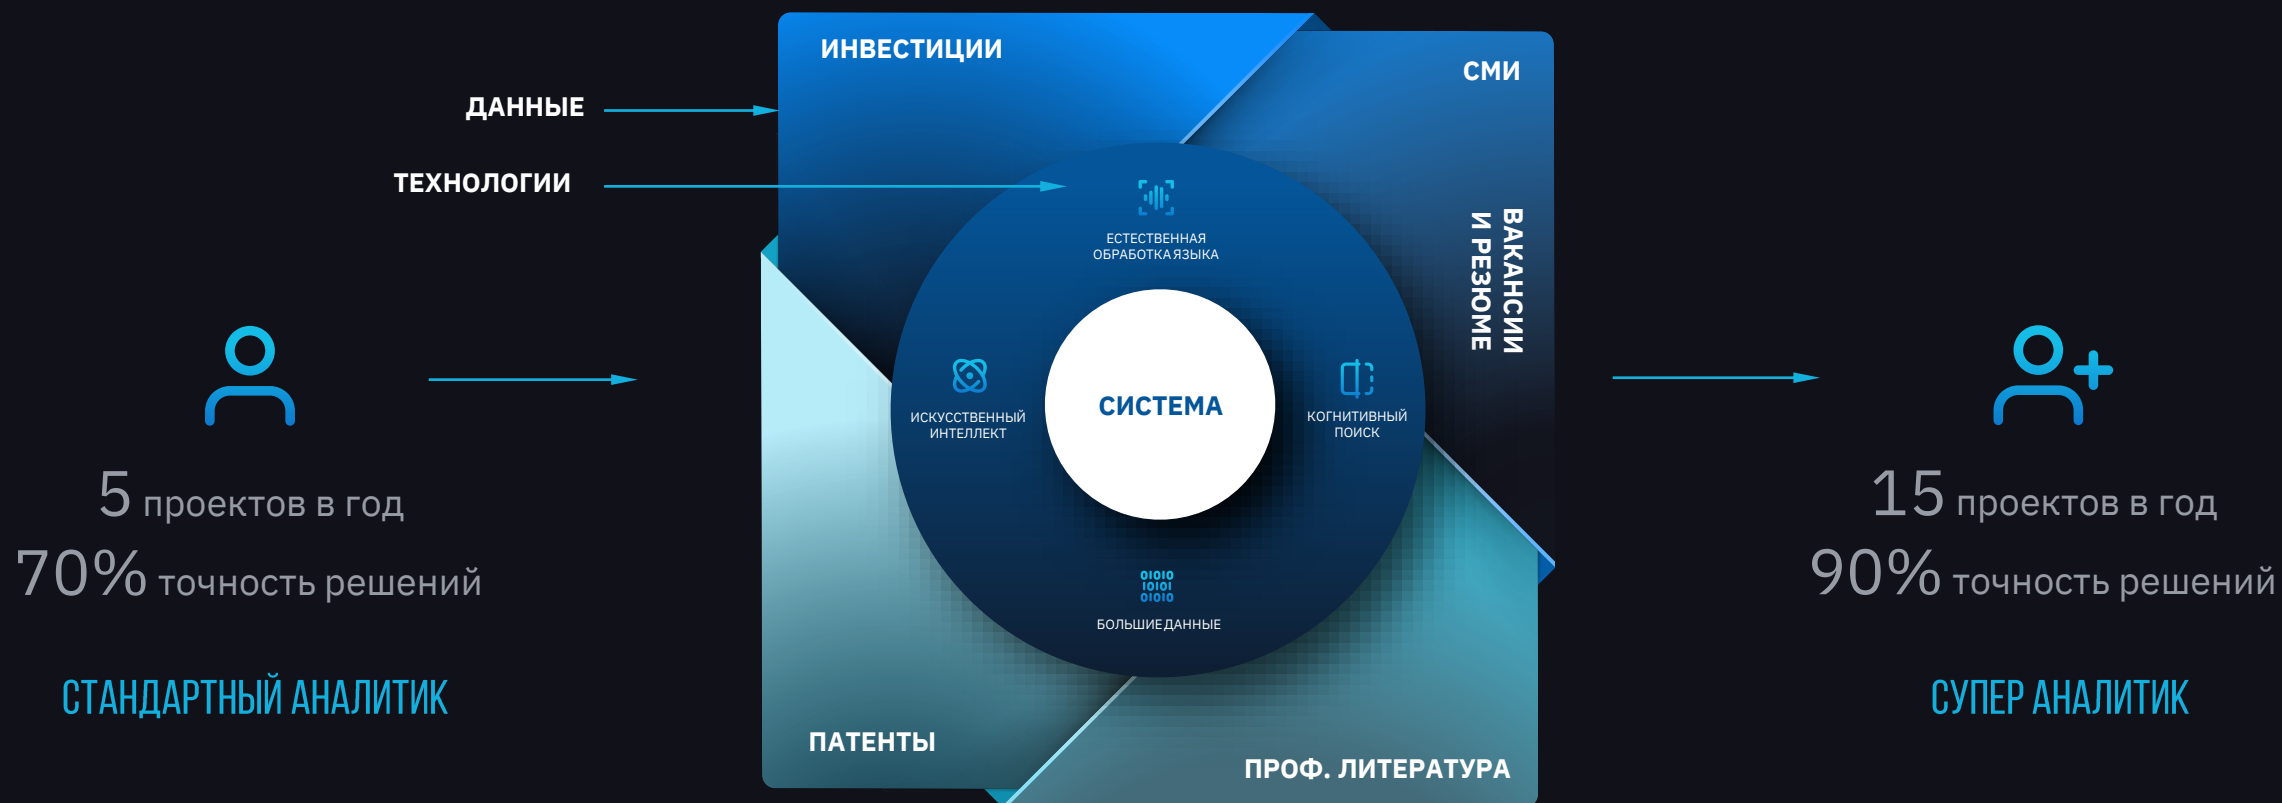 ИНВЕСТИЦИИ
СМИ
ДАННЫЕ
ТЕХНОЛОГИИ
ВАКАНСИИ
И РЕЗЮМЕ
ЕСТЕСТВЕННАЯ
ОБРАБОТКА ЯЗЫКА
ИСКУССТВЕННЫЙ
ИНТЕЛЛЕКТ
СИСТЕМА
КОГНИТИВНЫЙ
ПОИСК
01010
10101
01010
БОЛЬШИЕ ДАННЫЕ
5 проектов в год
70% точность решений
СТАНДАРТНЫЙ АНАЛИТИК
15 проектов в год
90% точность решений
СУПЕР АНАЛИТИК
ПАТЕНТЫ
ПРОФ. ЛИТЕРАТУРА